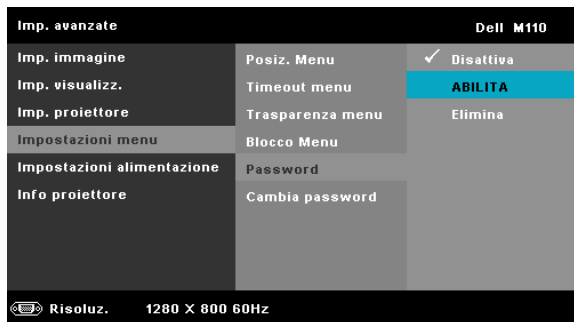 Imp. avanzate Dell M110
Imp. immagine
Imp. visualizz.
Imp. proiettore
Impostazioni menu
Impostazioni alimentazione
Info proiettore
Posiz. Menu
Timeout menu
Trasparenza menu
Blocco Menu
Password
Cambia password
✓ Disattiva
ABILITA
Elimina
Risoluz. 1280 X 800 60Hz